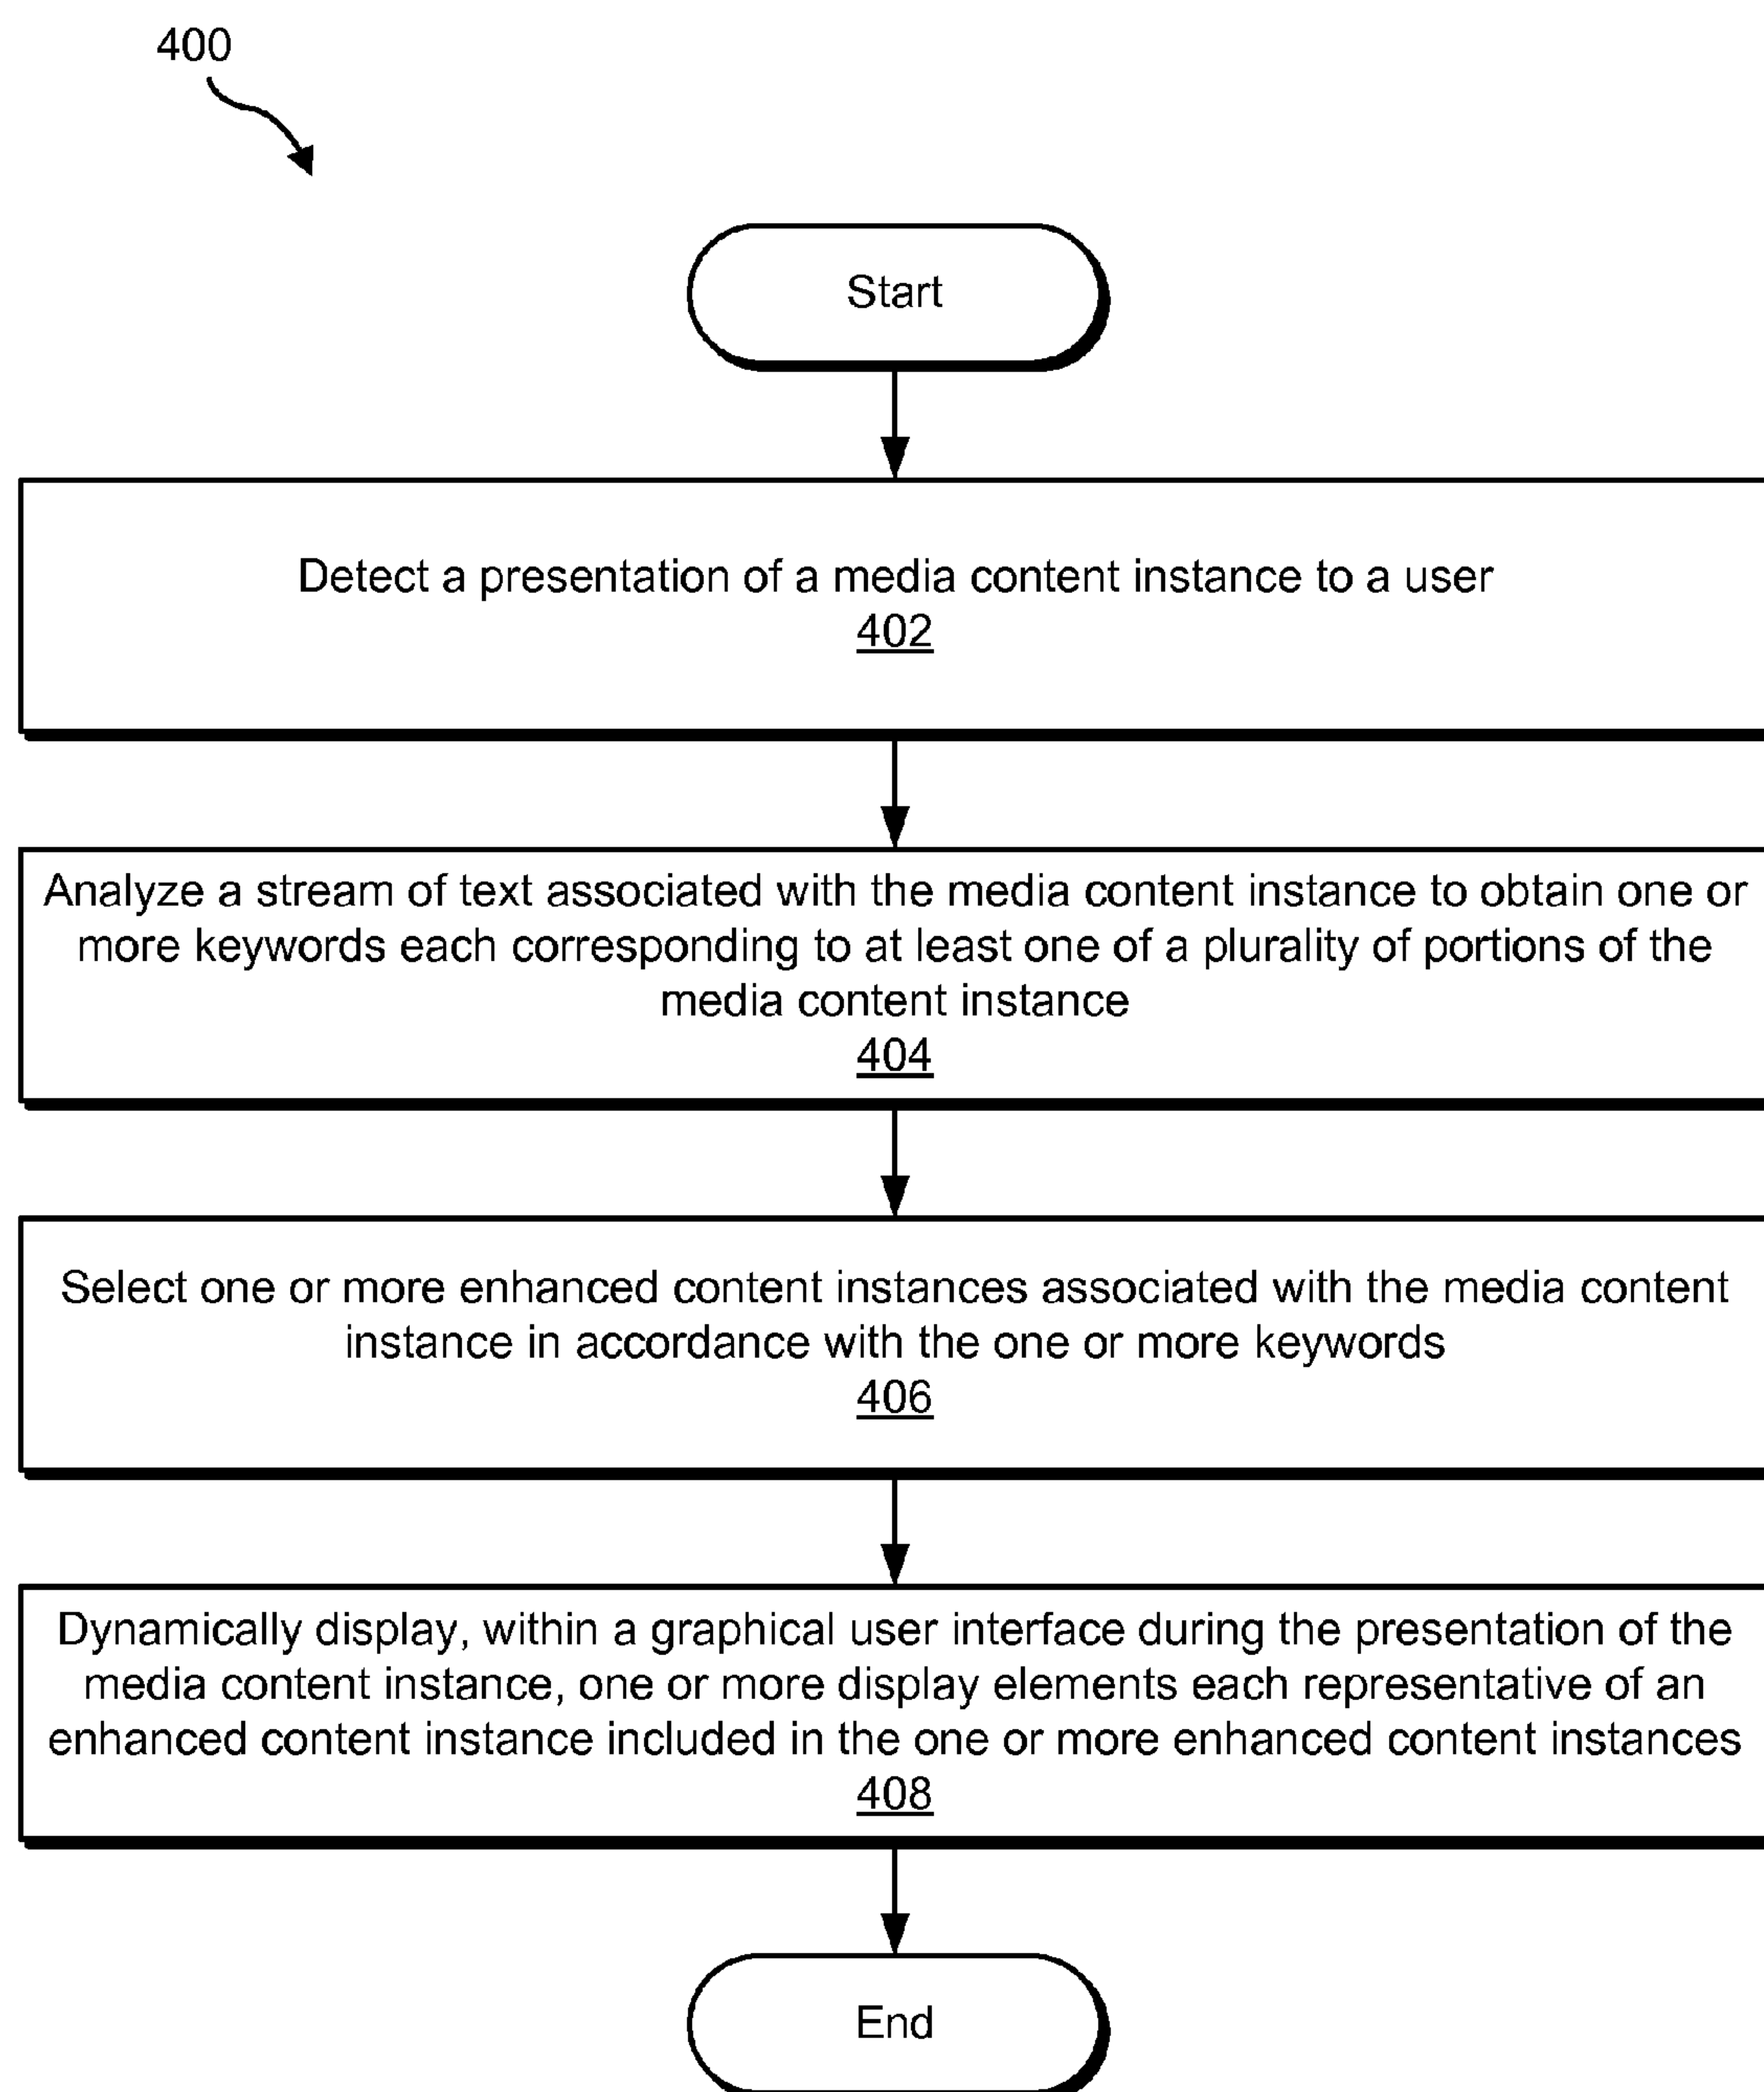 400
Start
Detect a presentation of a media content instance to a user
402
Analyze a stream of text associated with the media content instance to obtain one or
more keywords each corresponding to at least one of a plurality of portions of the
media content instance
404
Select one or more enhanced content instances associated with the media content
instance in accordance with the one or more keywords
406
Dynamically display, within a graphical user interface during the presentation of the
media content instance, one or more display elements each representative of an
enhanced content instance included in the one or more enhanced content instances
408
End